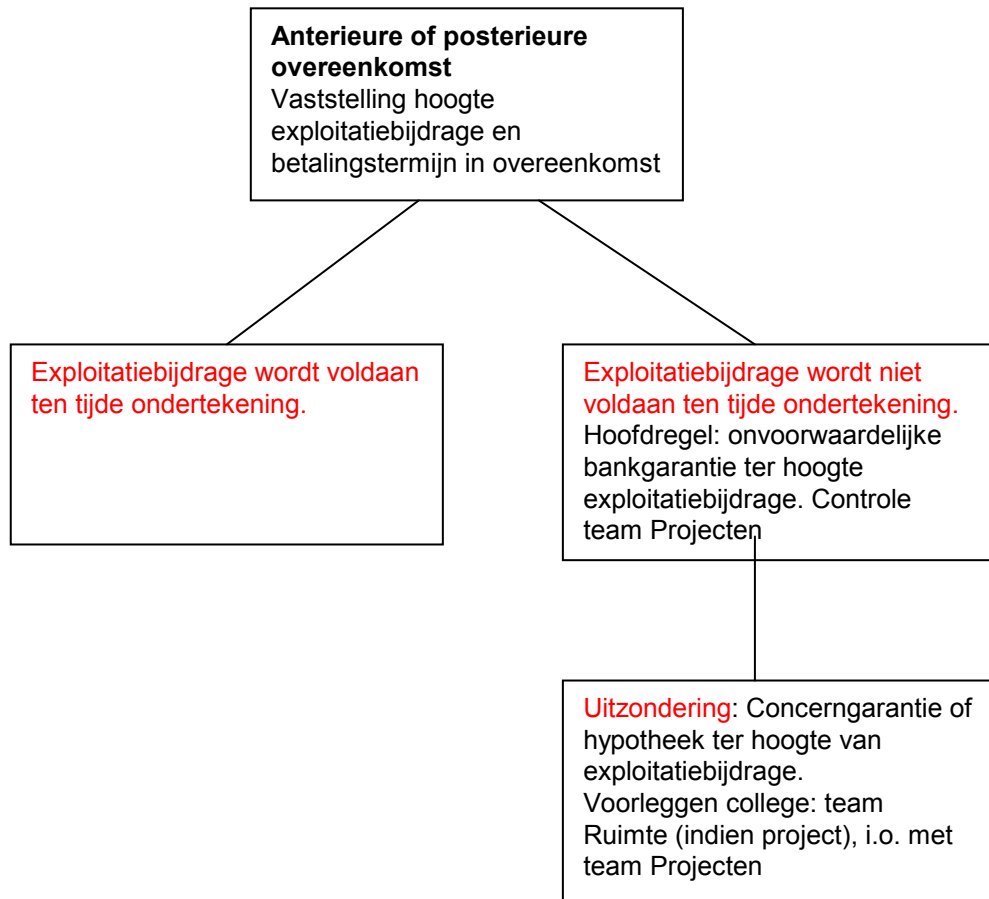 Anterieure of posterieure
overeenkomst
Vaststelling hoogte
exploitatiebijdrage en
betalingstermijn in overeenkomst
Exploitatiebijdrage wordt voldaan
ten tijde ondertekening.
Exploitatiebijdrage wordt niet
voldaan ten tijde ondertekening.
Hoofdregel: onvoorwaardelijke
bankgarantie ter hoogte
exploitatiebijdrage. Controle
team Projecten
Uitzondering: Concerngarantie of
hypotheek ter hoogte van
exploitatiebijdrage.
Voorleggen college: team
Ruimte (indien project), i.o. met
team Projecten